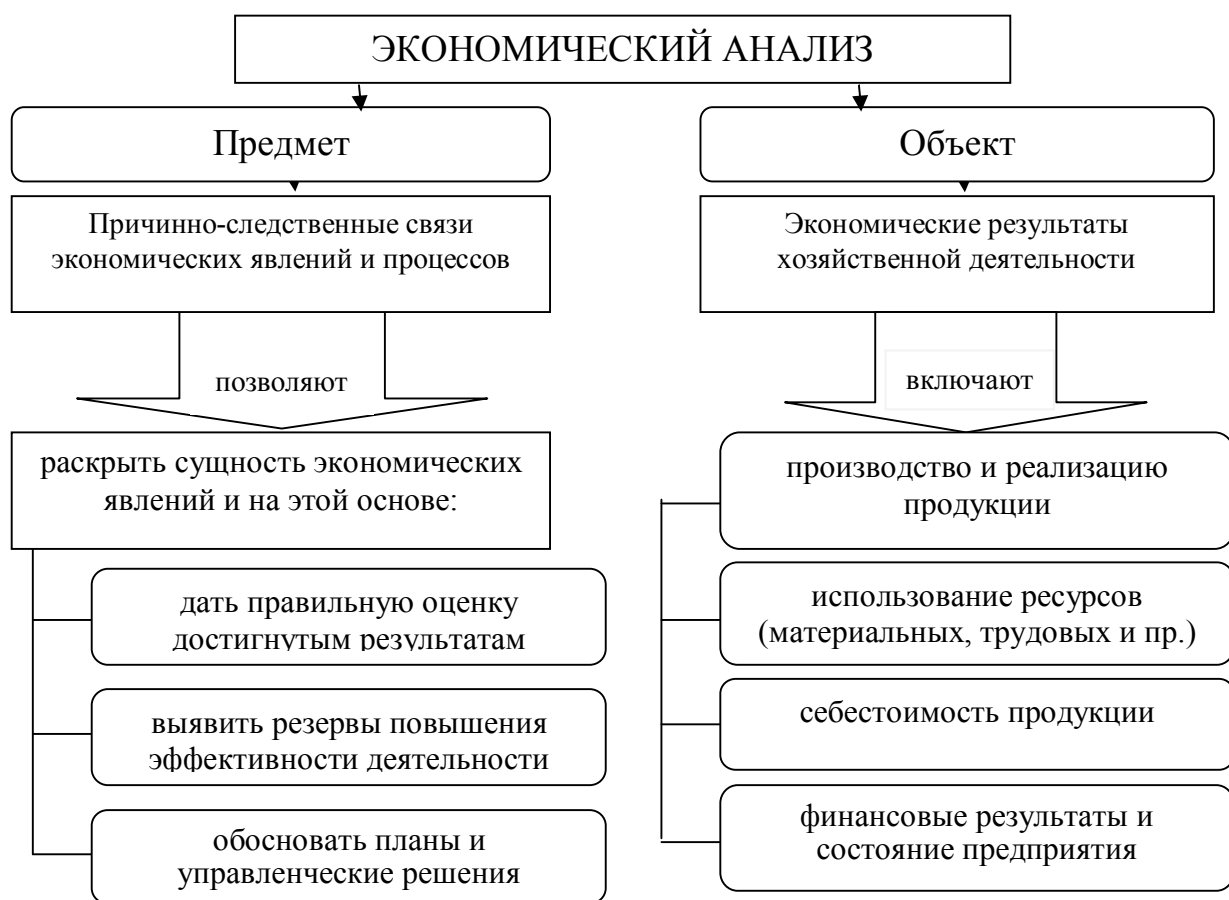 ЭКОНОМИЧЕСКИЙ АНАЛИЗ
Предмет
Причинно-следственные связи
экономических явлений и процессов
позволяют
раскрыть сущность экономических
явлений и на этой основе:
дать правильную оценку
достигнутым результатам
выявить резервы повышения
эффективности деятельности
обосновать планы и
управленческие решения
Объект
Экономические результаты
хозяйственной деятельности
включают
производство и реализацию
продукции
использование ресурсов
(материальных, трудовых и пр.)
себестоимость продукции
финансовые результаты и
состояние предприятия